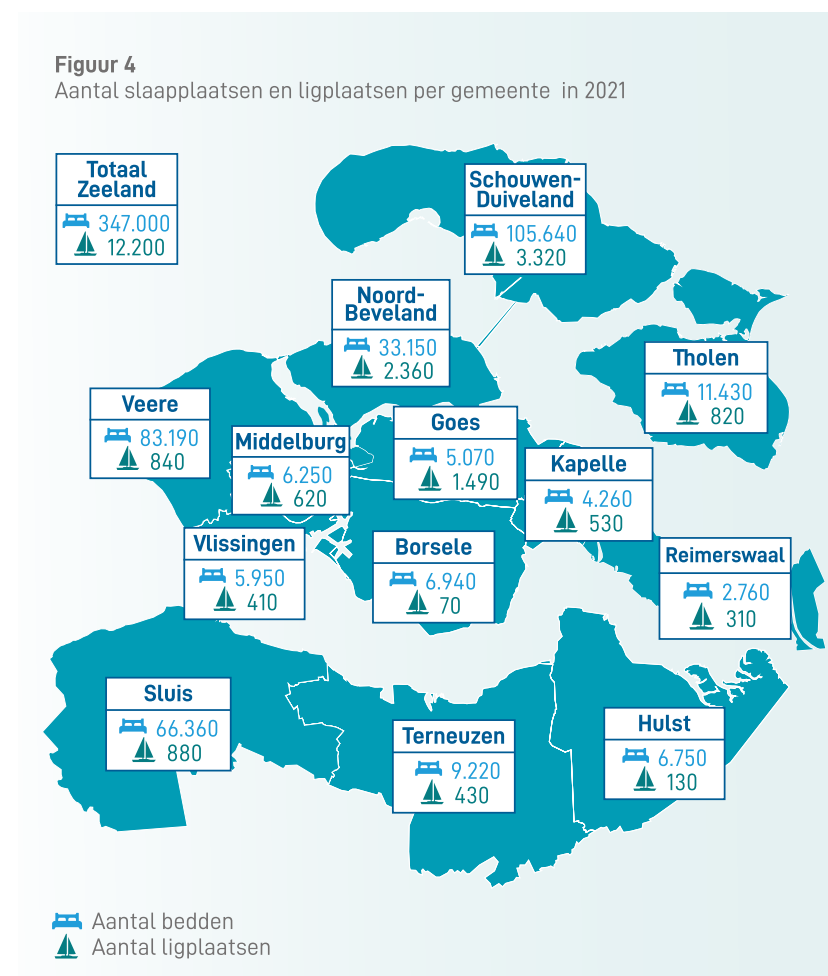 Figuur 4
Aantal slaapplaatsen en ligplaatsen per gemeente in 2021
Totaal
Zeeland
347.000
12.200
Schouwen-
Duiveland
105.640
3.320
Noord-
Beveland
33.150
2.360
Tholen
11.430
820
Veere
83.190
840
Middelburg
6.250
620
Goes
5.070
1.490
Kapelle
4.260
530
Vlissingen
5.950
410
Borsele
6.940
70
Reimerswaal
2.760
310
Sluis
66.360
880
Terneuzen
9.220
430
Hulst
6.750
130
Aantal bedden
Aantal ligplaatsen